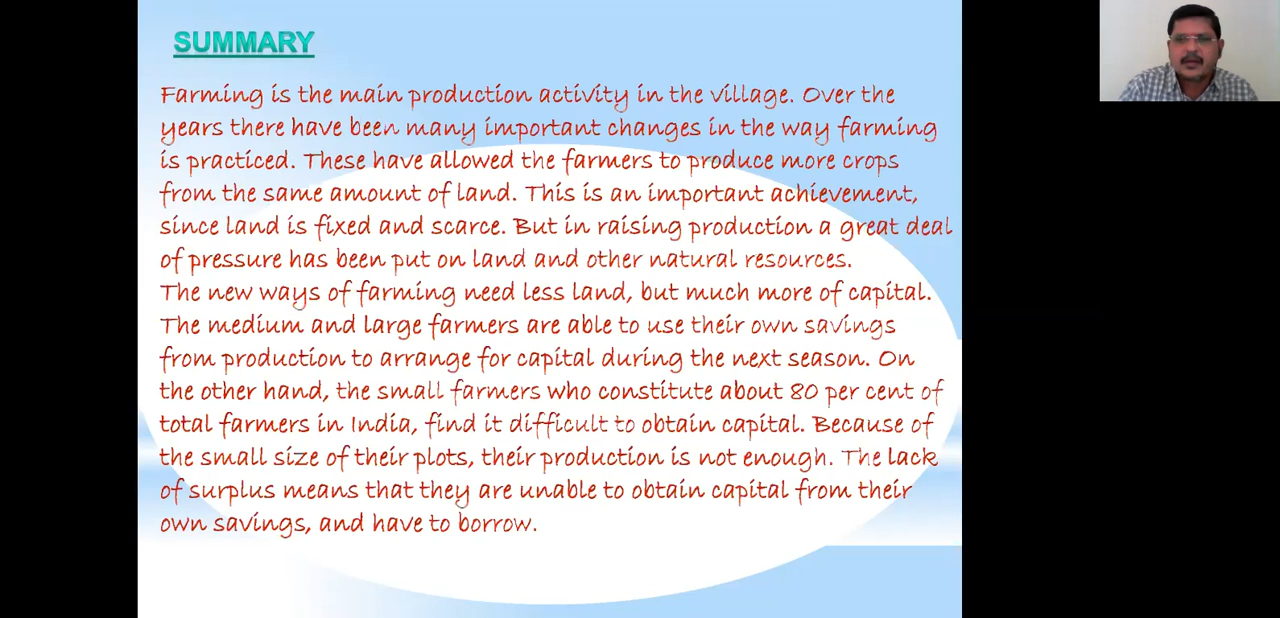 SUMMARY
Farming is the main production activity in the village. Over the
years there have been many important changes in the way farming
is practiced. These have allowed the farmers to produce more crops
from the same amount of land. This is an important achievement,
since land is fixed and scarce. But in raising production a great deal
of pressure has been put on land and other natural resources.
The new ways of farming need less land, but much more of capital.
The medium and large farmers are able to use their own savings
from production to arrange for capital during the next season. On
the other hand, the small farmers who constitute about 80 per cent of
total farmers in India, find it difficult to obtain capital. Because of
the small size of their plots, their production is not enough. The lack
of surplus means that they are unable to obtain capital from their
own savings, and have to borrow.